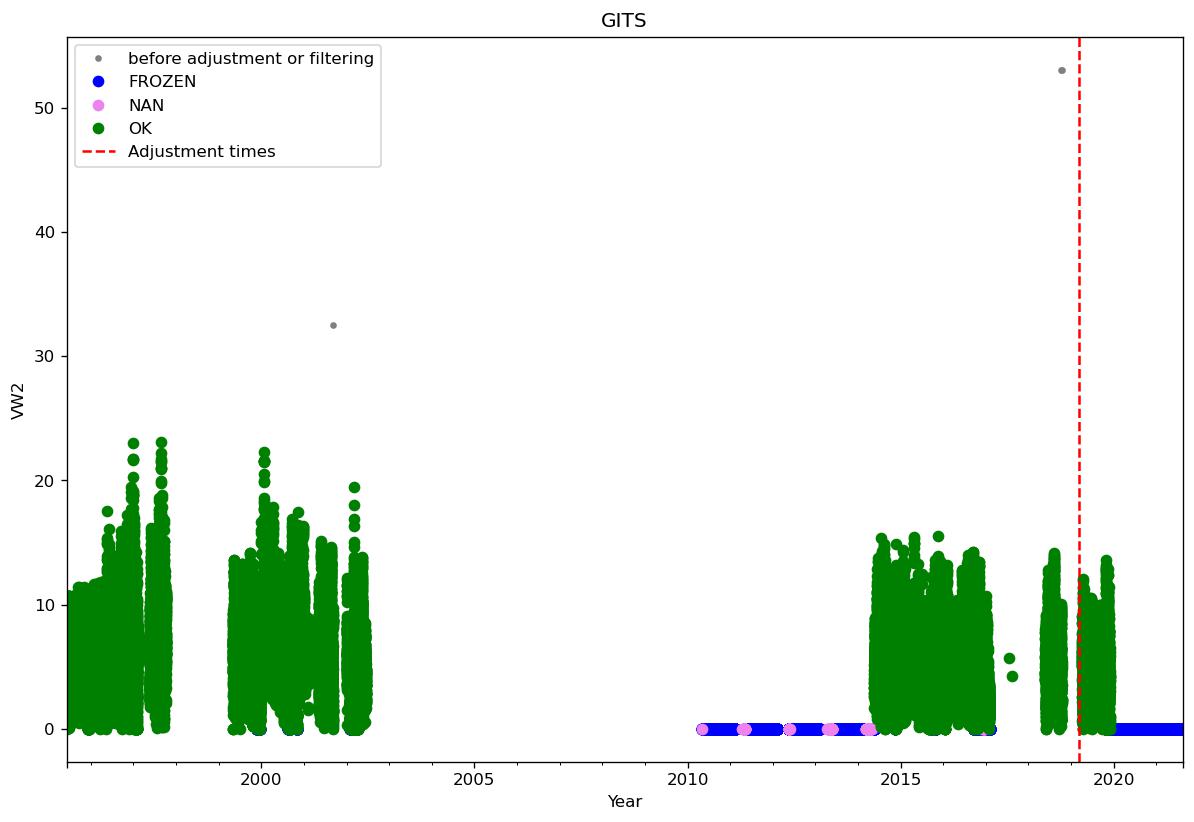 GITS
before adjustment or filtering
FROZEN
NAN
OK
Adjustment times
VW2
50
40
30
20
10
0
2000 2005 2010 2015 2020
Year